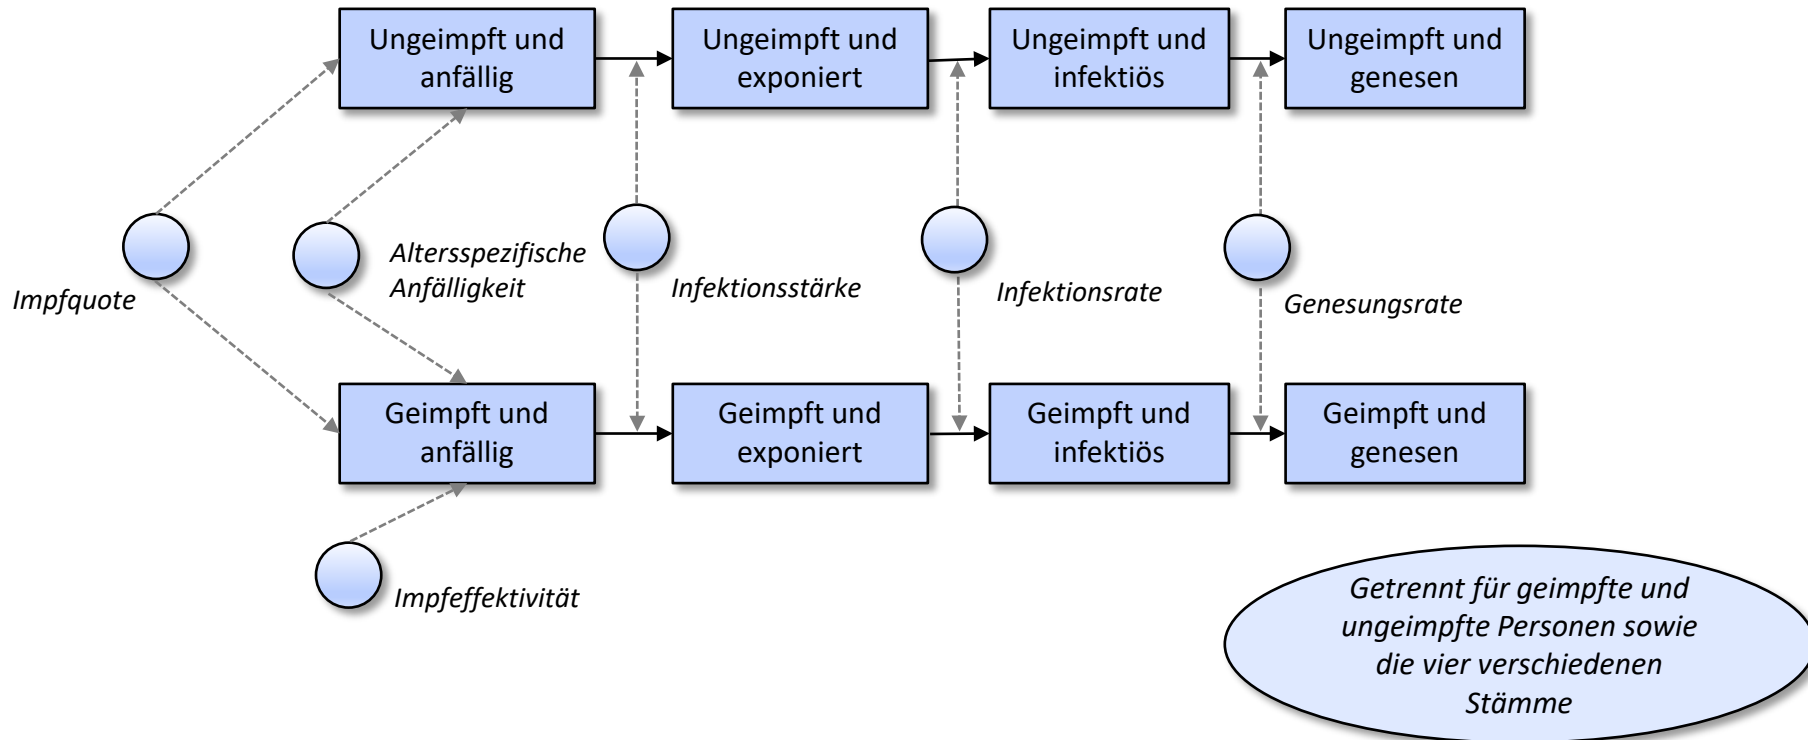 Ungeimpft und
anfällig
Ungeimpft und
exponiert
Ungeimpft und
infektiös
Ungeimpft und
genesen
Impfquote
Altersspezifische
Anfälligkeit
Infektionsstärke
Infektionsrate
Genesungsrate
Geimpft und
anfällig
Geimpft und
exponiert
Geimpft und
infektiös
Geimpft und
genesen
Impfeffektivität
Getrennt für geimpfte und
ungeimpfte Personen sowie
die vier verschiedenen
Stämme